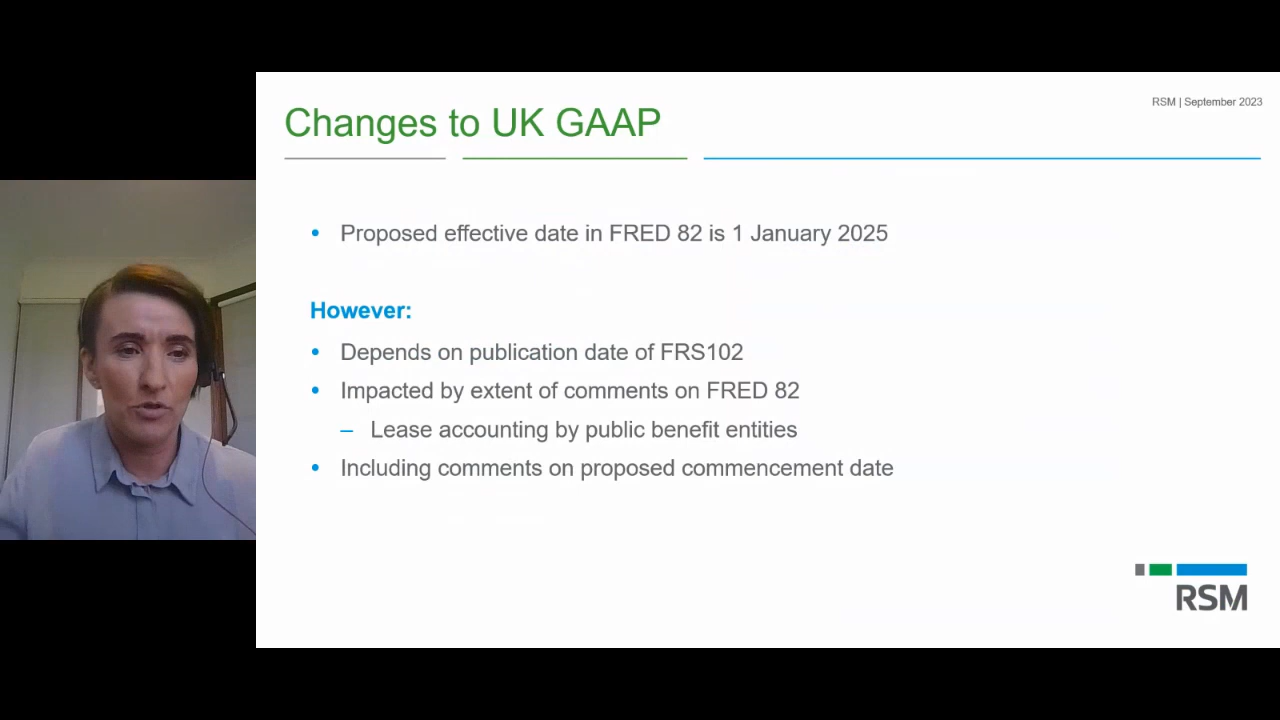 RSM | September 2023
Changes to UK GAAP
• Proposed effective date in FRED 82 is 1 January 2025
However:
• Depends on publication date of FRS102
• Impacted by extent of comments on FRED 82
– Lease accounting by public benefit entities
• Including comments on proposed commencement date
RSM